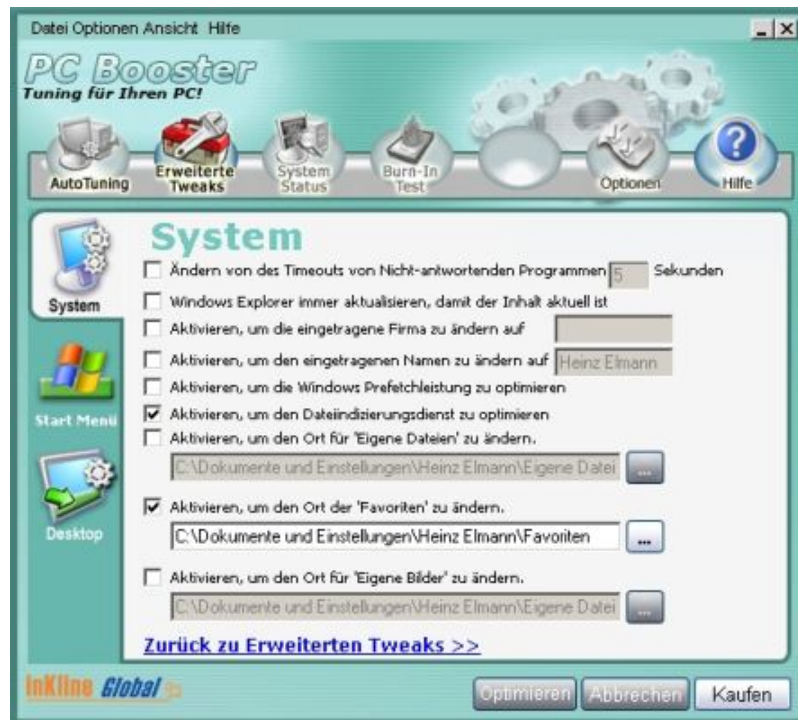 Datei Optionen Ansicht Hilfe
PC Booster
Tuning für Ihren PC!
AutoTuning
Erweiterte Tweaks
System Status
Burn-In Test
Optionen
Hilfe
System
System
Ändern von des Timeouts von Nicht-antwortenden Programmen 5 Sekunden
Windows Explorer immer aktualisieren, damit der Inhalt aktuell ist
Aktivieren, um die eingetragene Firma zu ändern auf
Aktivieren, um den eingetragenen Namen zu ändern auf Heinz Elmann
Aktivieren, um die Windows Prefetchleistung zu optimieren
Start Menü
Aktivieren, um den Dateiindizierungsdienst zu optimieren
Aktivieren, um den Ort für 'Eigene Dateien' zu ändern.
C:\Dokumente und Einstellungen\Heinz Elmann\Eigene Datei ...
Aktivieren, um den Ort der 'Favoriten' zu ändern.
Desktop
C:\Dokumente und Einstellungen\Heinz Elmann\Favoriten ...
Aktivieren, um den Ort für 'Eigene Bilder' zu ändern.
C:\Dokumente und Einstellungen\Heinz Elmann\Eigene Datei ...
Zurück zu Erweiterten Tweaks >>
inKline Global
Optimieren Abbrechen Kaufen